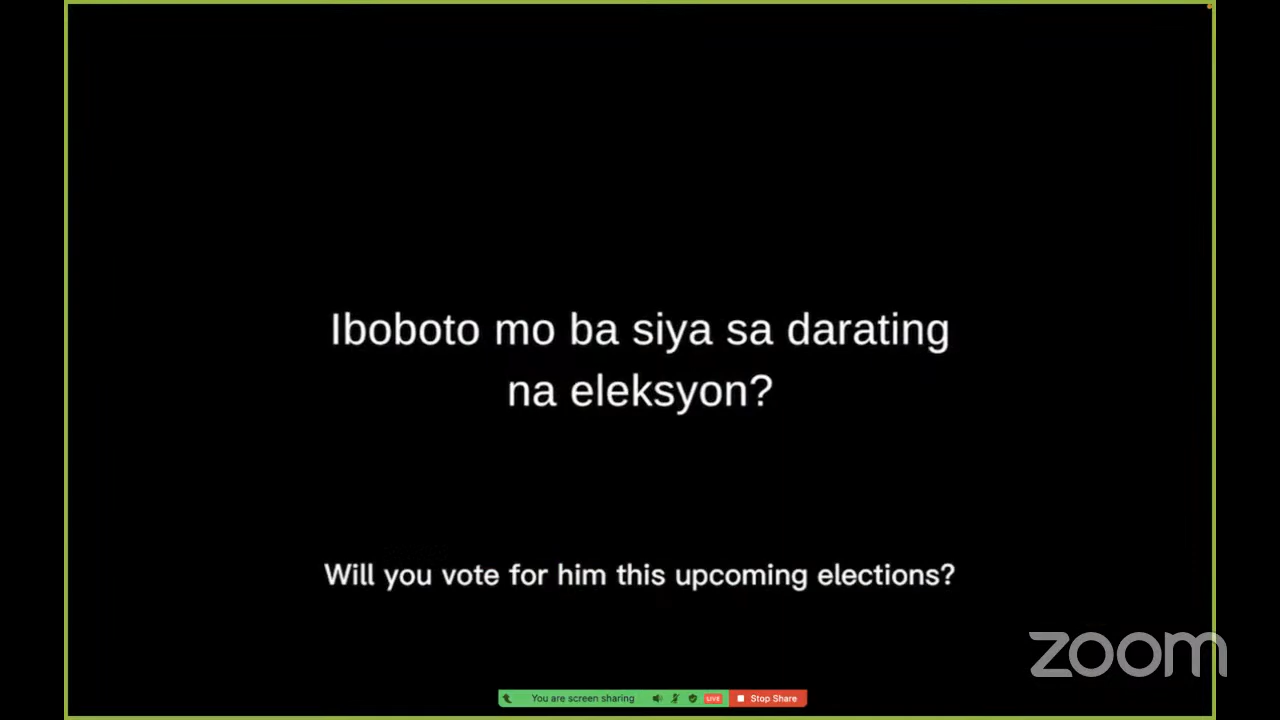 Iboboto mo ba siya sa darating
na eleksyon?
Will you vote for him this upcoming elections?
zoom
You are screen sharing LIVE Stop Share